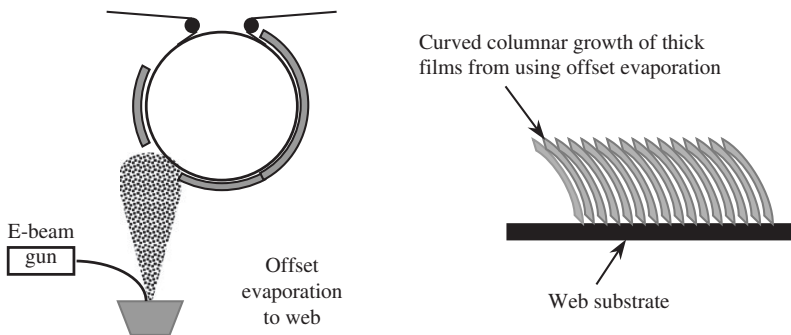 E-beam
gun
Offset
evaporation
to web
Curved columnar growth of thick
films from using offset evaporation
Web substrate